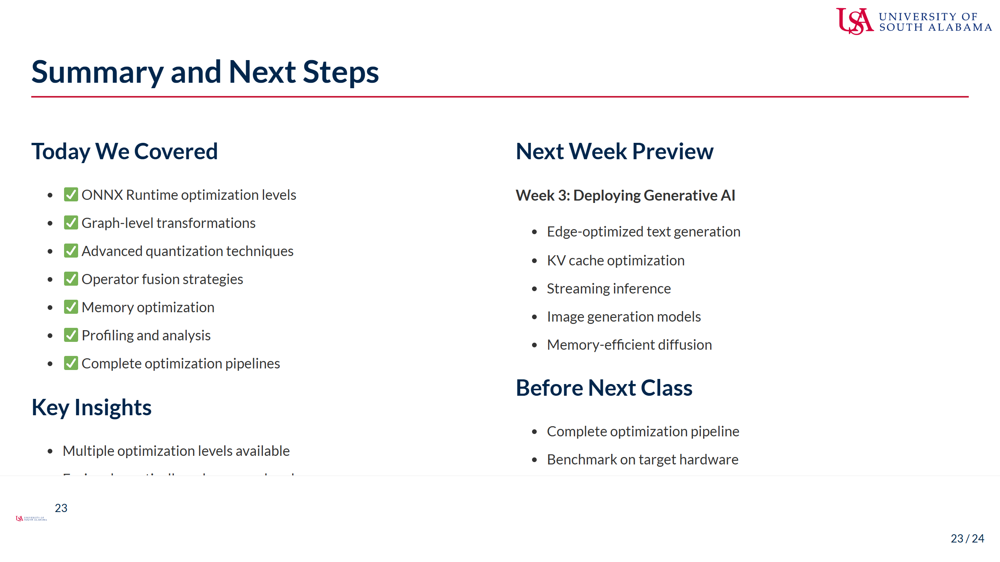 USA UNIVERSITY OF
SOUTH ALABAMA
Summary and Next Steps
Today We Covered
• ✅ ONNX Runtime optimization levels
• ✅ Graph-level transformations
• ✅ Advanced quantization techniques
• ✅ Operator fusion strategies
• ✅ Memory optimization
• ✅ Profiling and analysis
• ✅ Complete optimization pipelines
Key Insights
• Multiple optimization levels available
Next Week Preview
Week 3: Deploying Generative AI
• Edge-optimized text generation
• KV cache optimization
• Streaming inference
• Image generation models
• Memory-efficient diffusion
Before Next Class
• Complete optimization pipeline
• Benchmark on target hardware
23
USA UNIVERSITY OF
SOUTH ALABAMA
23 / 24